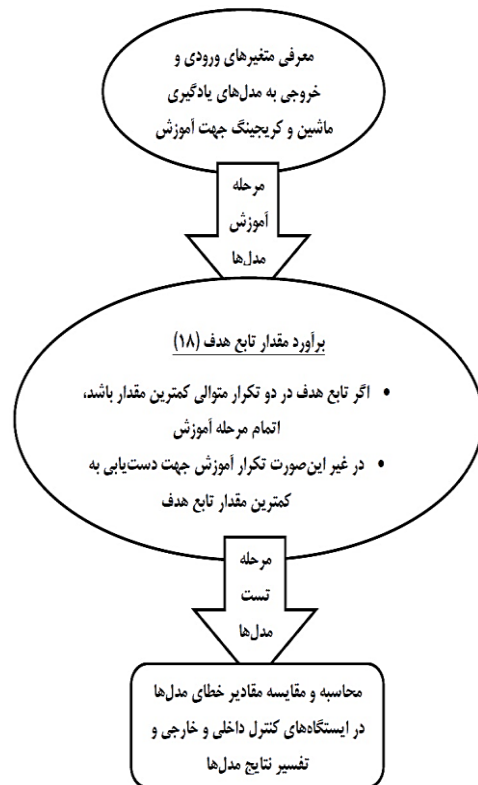 معرفی متغیرهای ورودی و
خروجی به مدل‌های یادگیری
ماشین و کریجینگ جهت آموزش
مرحله
آموزش
مدل‌ها
برآورد مقدار تابع هدف (۱۸)
• اگر تابع هدف در دو تکرار متوالی کمترین مقدار باشد،
اتمام مرحله آموزش
• در غیر این‌صورت تکرار آموزش جهت دست‌یابی به
کمترین مقدار تابع هدف
مرحله
تست
مدل‌ها
محاسبه و مقایسه مقادیر خطای مدل‌ها
در ایستگاه‌های کنترل داخلی و خارجی و
تفسیر نتایج مدل‌ها